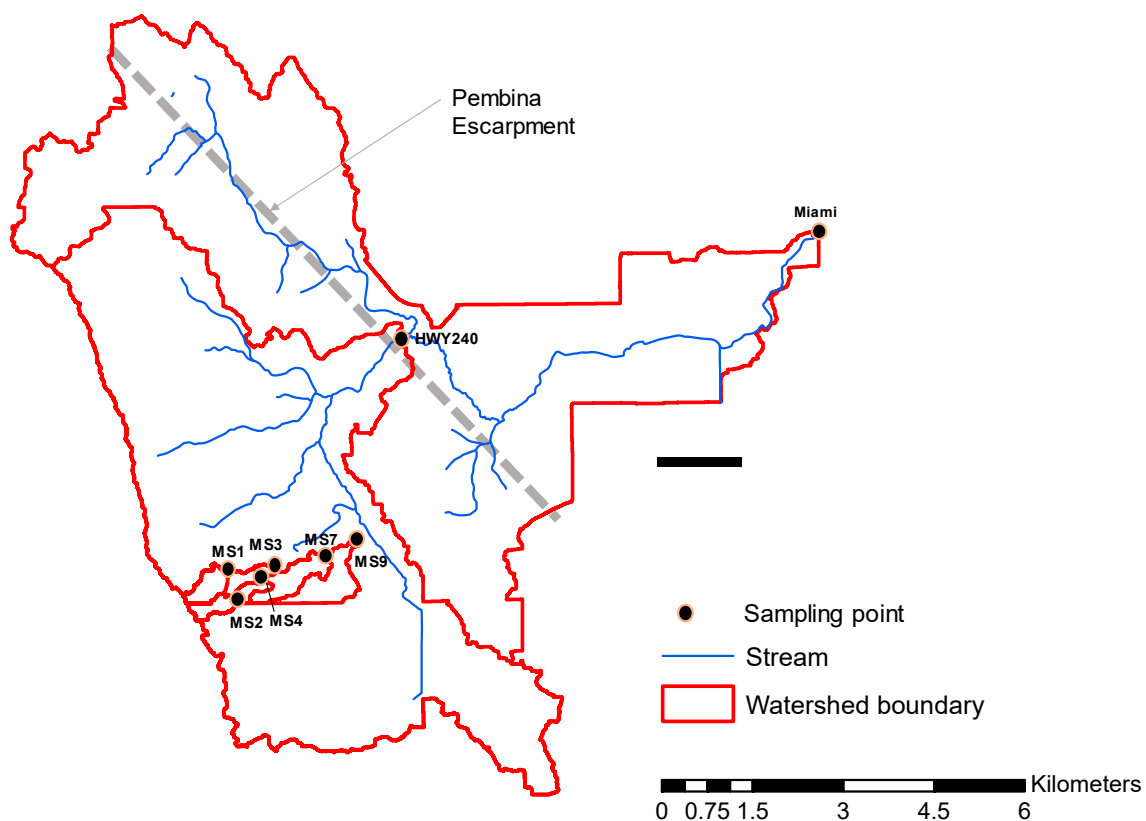 Pembina
Escarpment
Miami
HWY240
MS1
MS3
MS7
MS9
MS2
MS4
Sampling point
Stream
Watershed boundary
Kilometers
0 0.75 1.5 3 4.5 6